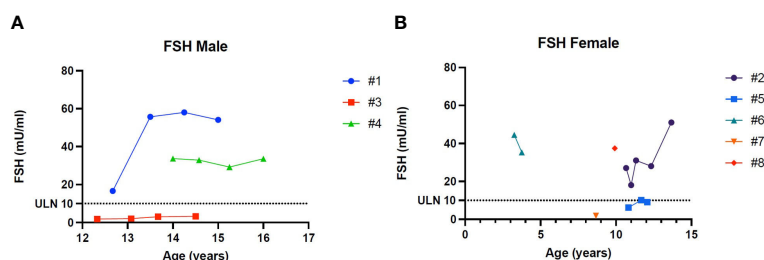 A
FSH Male
FSH (mU/ml)
80
60
40
20
ULN 10
0
12 13 14 15 16 17
Age (years)
#1
#3
#4
B
FSH Female
FSH (mU/ml)
80
60
40
20
ULN 10
0
0 5 10 15
Age (years)
#2
#5
#6
#7
#8